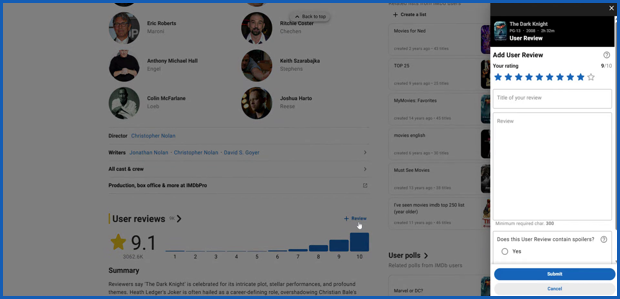 Eric Roberts
Maroni
Ritchie Coster
Chechen
Back to top
Anthony Michael Hall
Engel
Keith Szarabajka
Stephens
Colin McFarlane
Loeb
Joshua Harto
Reese
Director Christopher Nolan
Writers Jonathan Nolan · Christopher Nolan · David S. Goyer
All cast & crew
Production, box office & more at IMDbPro
User reviews
+ Review
9.1
1 2 3 4 5 6 7 8 9 10
Summary
Reviewers say 'The Dark Knight' is celebrated for its intricate plot, stellar performances, and profound
themes. Heath Ledger's Joker is often hailed as a career-defining role, overshadowing Christian Bale's
+ Create a list
Movies for Ned
TOP 25
MyMovies: Favorites
movies english
Must See Movies
I've seen movies imdb top 250 list
(year older)
User polls
Related polls from IMDb users
Marvel or DC?
The Dark Knight
PG-13 · 2008 · 2h 32m
User Review
Add User Review
Your rating
9/10
Title of your review
Review
Minimum required char: 300
Does this User Review contain spoilers?
Yes
Submit
Cancel